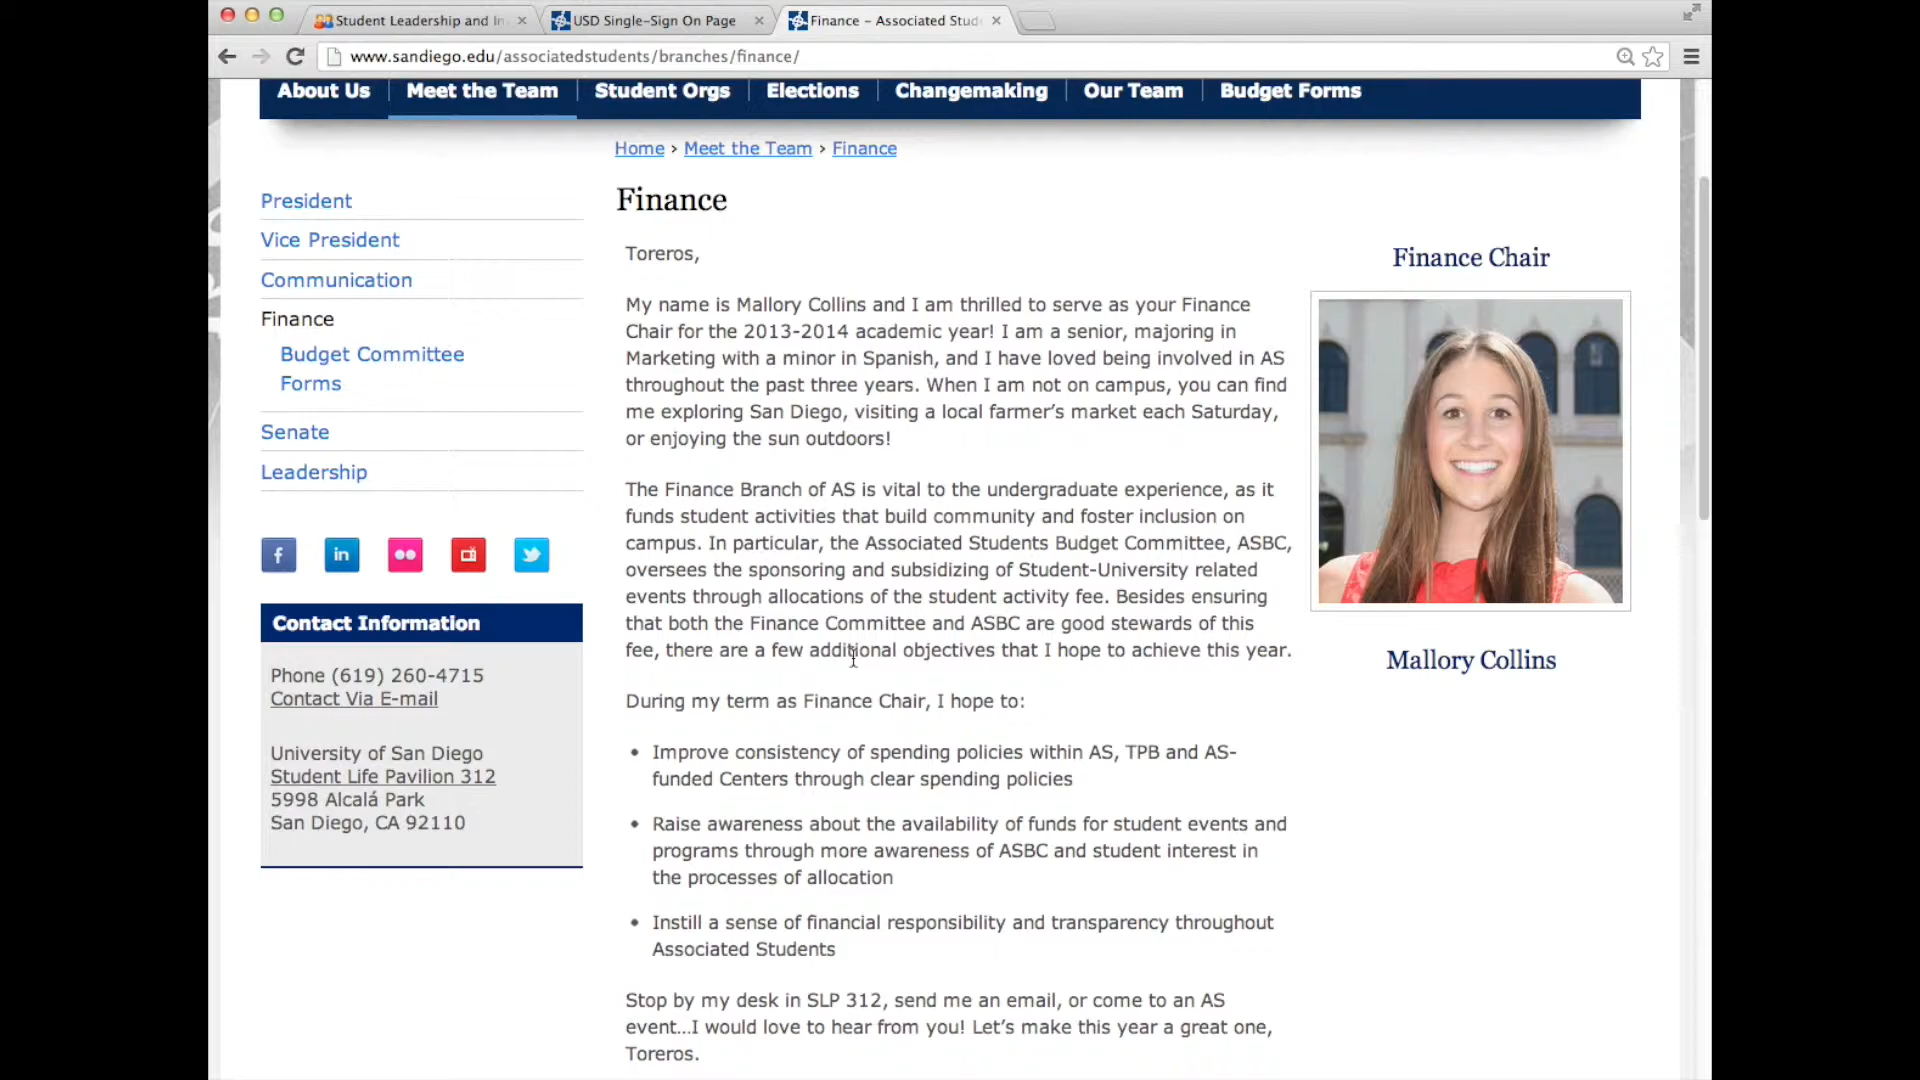 Student Leadership and In
USD Single-Sign On Page
Finance – Associated Stud
www.sandiego.edu/associatedstudents/branches/finance/
About Us
Meet the Team
Student Orgs
Elections
Changemaking
Our Team
Budget Forms
Home › Meet the Team › Finance
President
Vice President
Communication
Finance
Budget Committee
Forms
Senate
Leadership
f
in
Contact Information
Phone (619) 260-4715
Contact Via E-mail
University of San Diego
Student Life Pavilion 312
5998 Alcalá Park
San Diego, CA 92110
Finance
Toreros,
My name is Mallory Collins and I am thrilled to serve as your Finance
Chair for the 2013-2014 academic year! I am a senior, majoring in
Marketing with a minor in Spanish, and I have loved being involved in AS
throughout the past three years. When I am not on campus, you can find
me exploring San Diego, visiting a local farmer’s market each Saturday,
or enjoying the sun outdoors!
The Finance Branch of AS is vital to the undergraduate experience, as it
funds student activities that build community and foster inclusion on
campus. In particular, the Associated Students Budget Committee, ASBC,
oversees the sponsoring and subsidizing of Student-University related
events through allocations of the student activity fee. Besides ensuring
that both the Finance Committee and ASBC are good stewards of this
fee, there are a few additional objectives that I hope to achieve this year.
During my term as Finance Chair, I hope to:
• Improve consistency of spending policies within AS, TPB and AS-
funded Centers through clear spending policies
• Raise awareness about the availability of funds for student events and
programs through more awareness of ASBC and student interest in
the processes of allocation
• Instill a sense of financial responsibility and transparency throughout
Associated Students
Stop by my desk in SLP 312, send me an email, or come to an AS
event...I would love to hear from you! Let’s make this year a great one,
Toreros.
Finance Chair
Mallory Collins